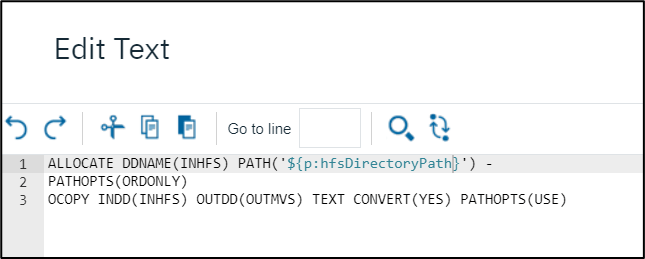 Edit Text
Go to line
1 ALLOCATE DDNAME(INHFS) PATH('${p:hfsDirectoryPath}') -
2 PATHOPTS(ORDONLY)
3 OCOPY INDD(INHFS) OUTDD(OUTMVS) TEXT CONVERT(YES) PATHOPTS(USE)